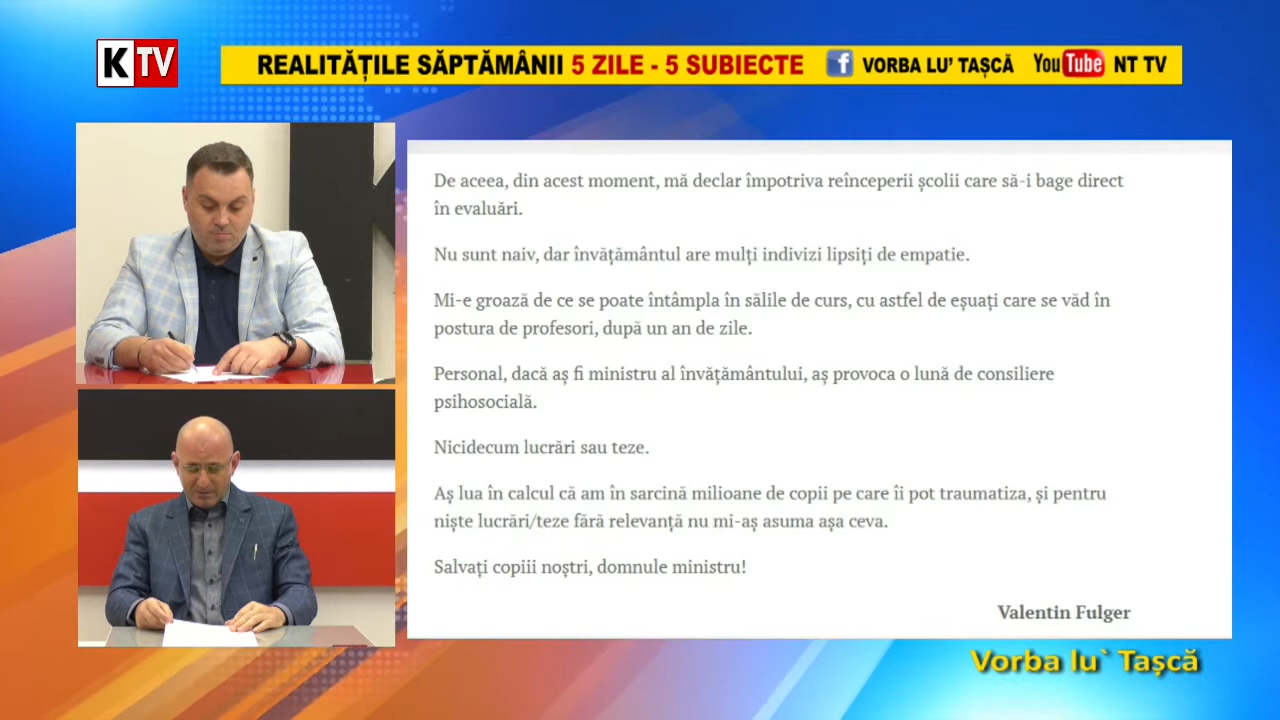 KTV
REALITĂȚILE SĂPTĂMÂNII 5 ZILE - 5 SUBIECTE f VORBA LU' TAȘCĂ YouTube NT TV
De aceea, din acest moment, mă declar împotriva reînceperii școlii care să-i bage direct
în evaluări.
Nu sunt naiv, dar învățământul are mulți indivizi lipsiți de empatie.
Mi-e groază de ce se poate întâmpla în sălile de curs, cu astfel de eșuați care se văd în
postura de profesori, după un an de zile.
Personal, dacă aș fi ministru al învățământului, aș provoca o lună de consiliere
psihosocială.
Nicidecum lucrări sau teze.
Aș lua în calcul că am în sarcină milioane de copii pe care îi pot traumatiza, și pentru
niște lucrări/teze fără relevanță nu mi-aș asuma așa ceva.
Salvați copiii noștri, domnule ministru!
Valentin Fulger
Vorba lu` Tașcă